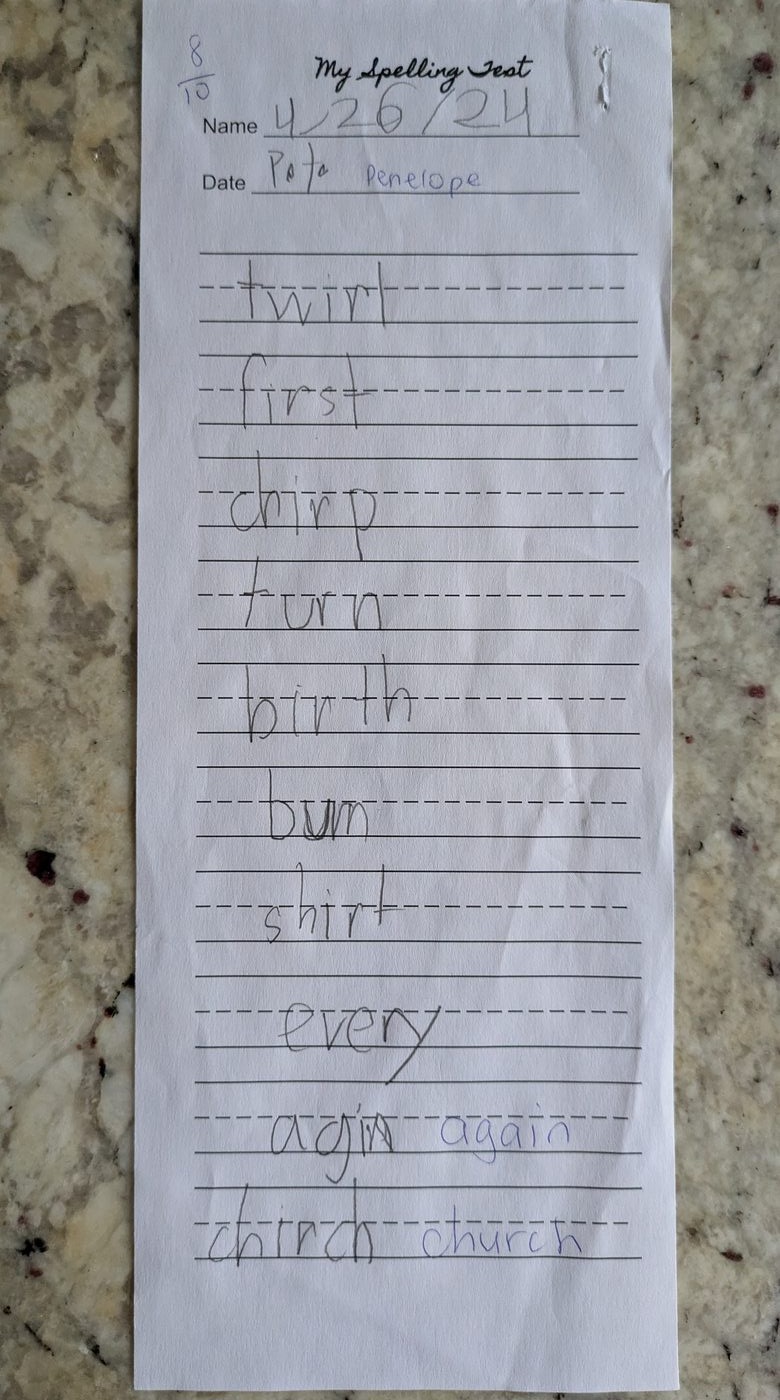 8
10
My Spelling Test
Name 4/26/24
Date Penelope
twirl
first
chirp
turn
birth
burn
shirt
every
agin again
chirch church